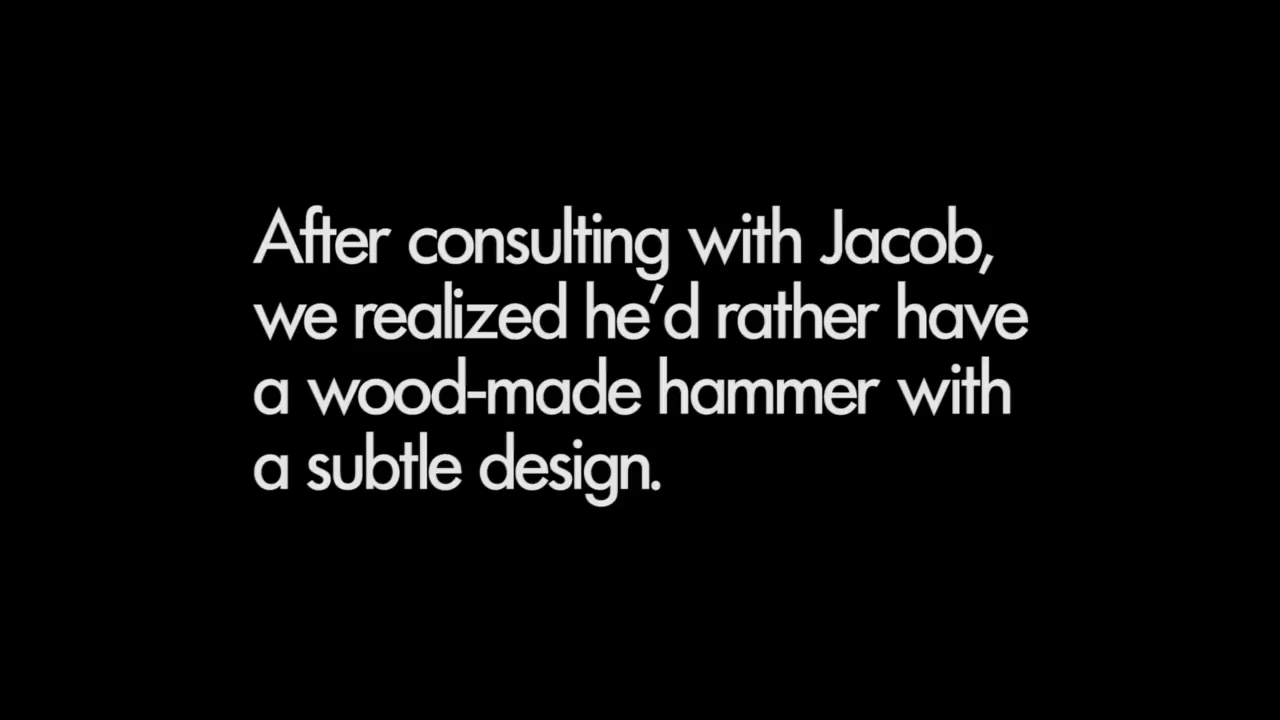 After consulting with Jacob,
we realized he’d rather have
a wood-made hammer with
a subtle design.